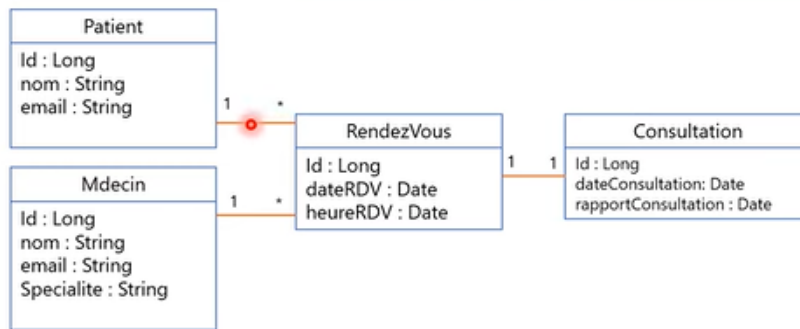 Patient
Id : Long
nom : String
email : String
1 *
Mdecin
Id : Long
nom : String
email : String
Specialite : String
1 *
RendezVous
Id : Long
dateRDV : Date
heureRDV : Date
1 1
Consultation
Id : Long
dateConsultation: Date
rapportConsultation : Date